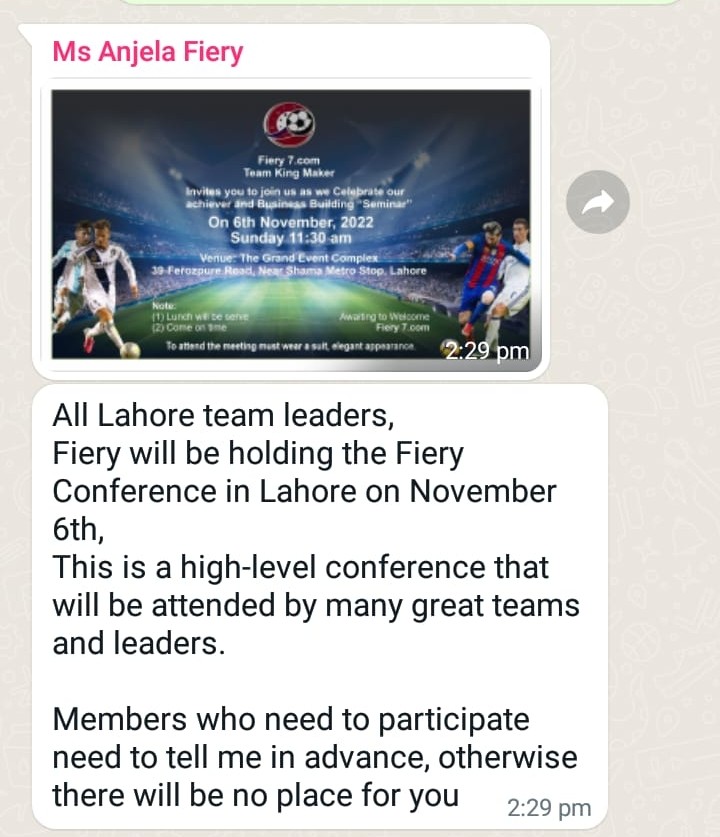 Ms Anjela Fiery
Fiery 7.com
Team King Maker
Invites you to join us as we Celebrate our
achiever and Business Building "Seminar"
On 6th November, 2022
Sunday 11:30 am
Venue: The Grand Event Complex
39 Ferozpure Road, Near Shama Metro Stop, Lahore
Note:
(1) Lunch will be serve
(2) Come on time
Awaiting to Welcome
Fiery 7.com
To attend the meeting must wear a suit, elegant appearance.
2:29 pm
All Lahore team leaders,
Fiery will be holding the Fiery
Conference in Lahore on November
6th,
This is a high-level conference that
will be attended by many great teams
and leaders.
Members who need to participate
need to tell me in advance, otherwise
there will be no place for you
2:29 pm